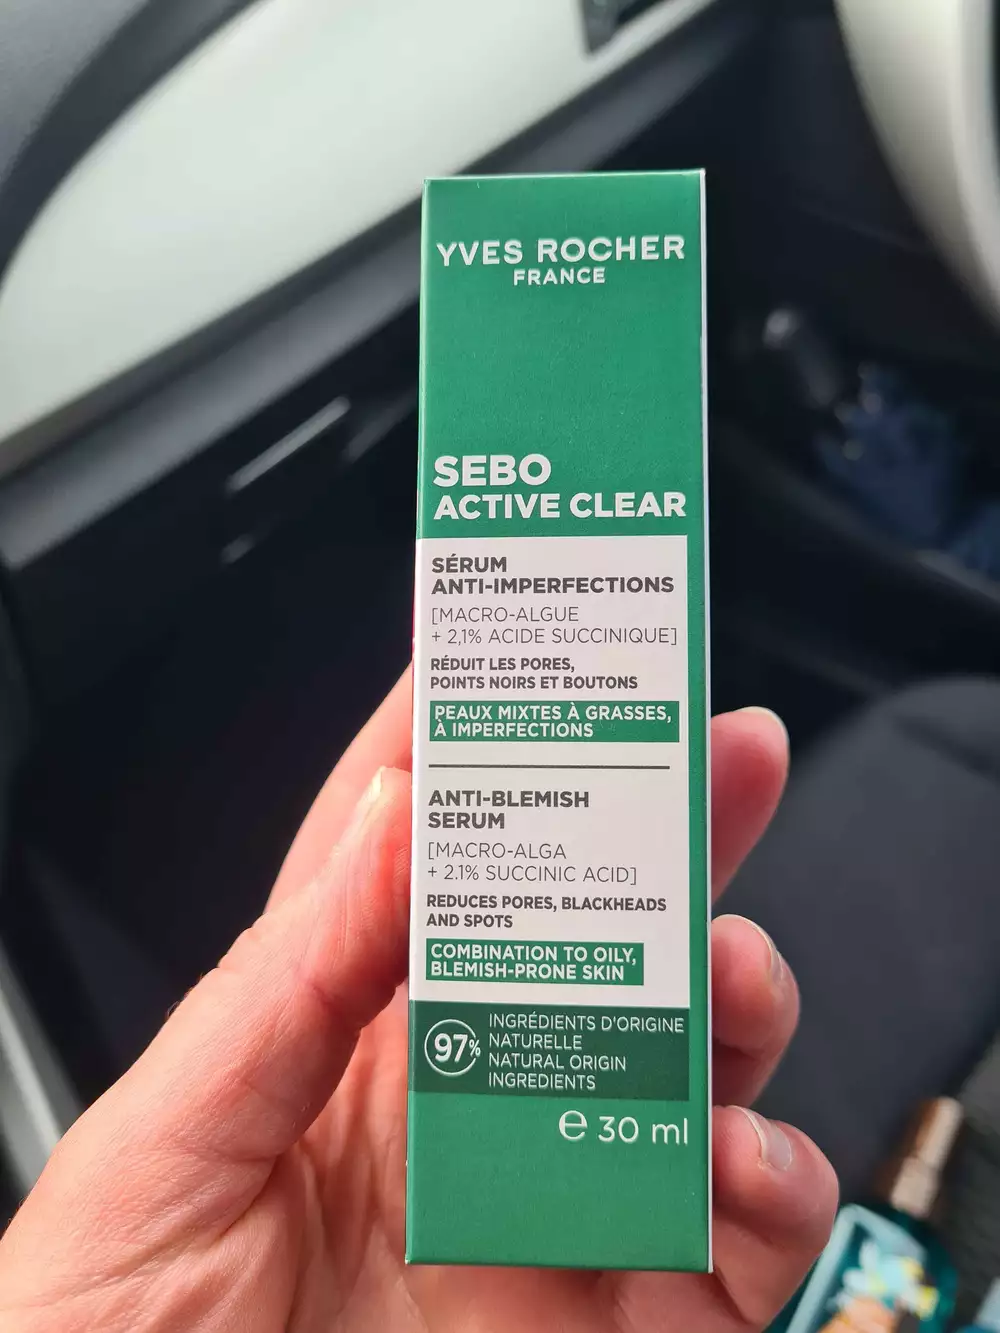 YVES ROCHER
FRANCE
SEBO
ACTIVE CLEAR
SÉRUM
ANTI-IMPERFECTIONS
[MACRO-ALGUE
+ 2,1% ACIDE SUCCINIQUE]
RÉDUIT LES PORES,
POINTS NOIRS ET BOUTONS
PEAUX MIXTES À GRASSES,
À IMPERFECTIONS
ANTI-BLEMISH
SERUM
[MACRO-ALGA
+ 2.1% SUCCINIC ACID]
REDUCES PORES, BLACKHEADS
AND SPOTS
COMBINATION TO OILY,
BLEMISH-PRONE SKIN
97%
INGRÉDIENTS D'ORIGINE
NATURELLE
NATURAL ORIGIN
INGREDIENTS
℮ 30 ml